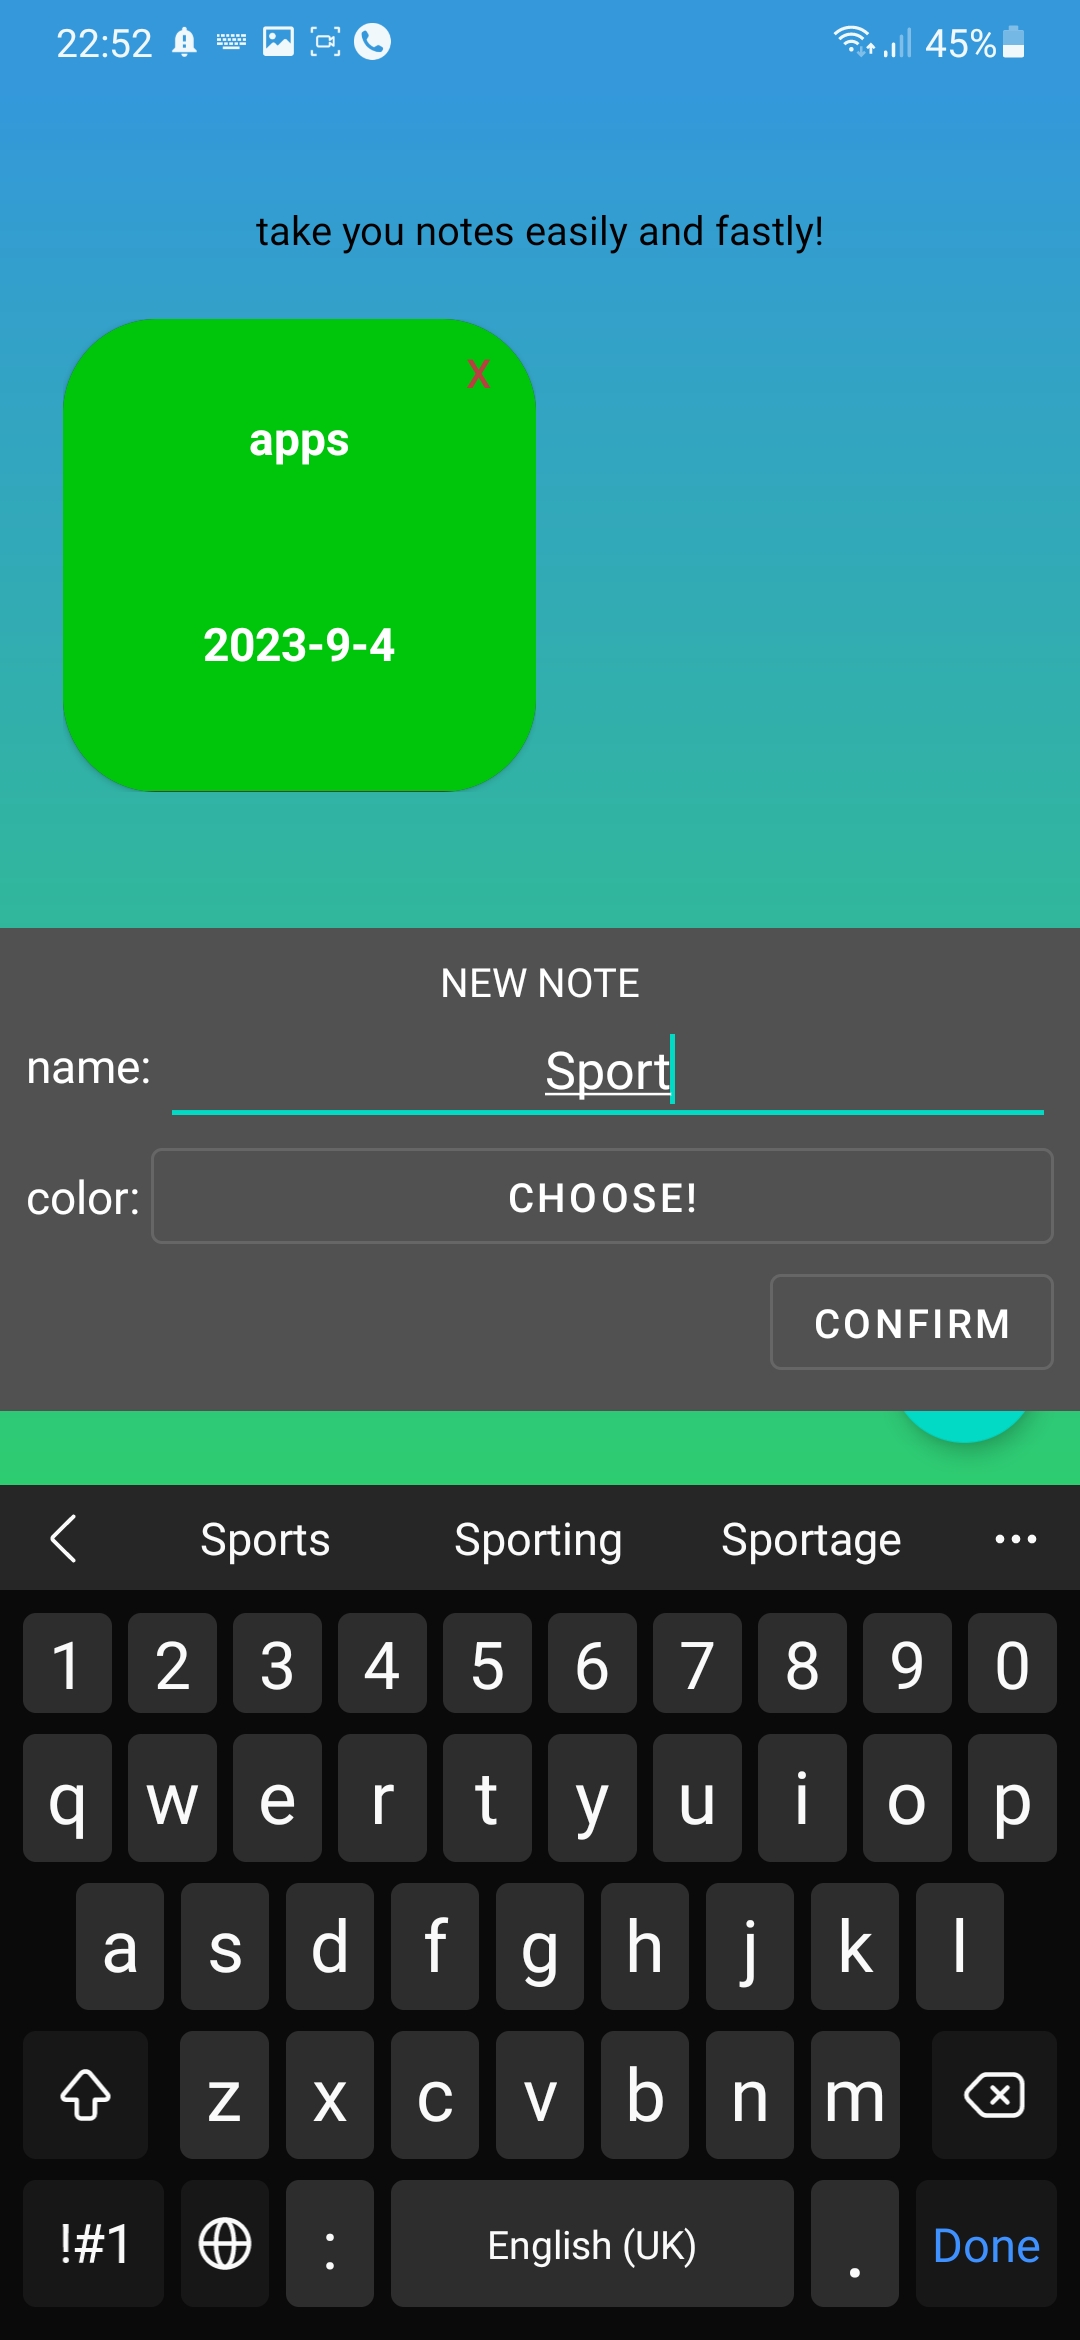 22:52 45%
take you notes easily and fastly!
X
apps
2023-9-4
NEW NOTE
name: Sport
color: CHOOSE!
CONFIRM
Sports Sporting Sportage ...
1 2 3 4 5 6 7 8 9 0
q w e r t y u i o p
a s d f g h j k l
z x c v b n m
!#1 : English (UK) . Done